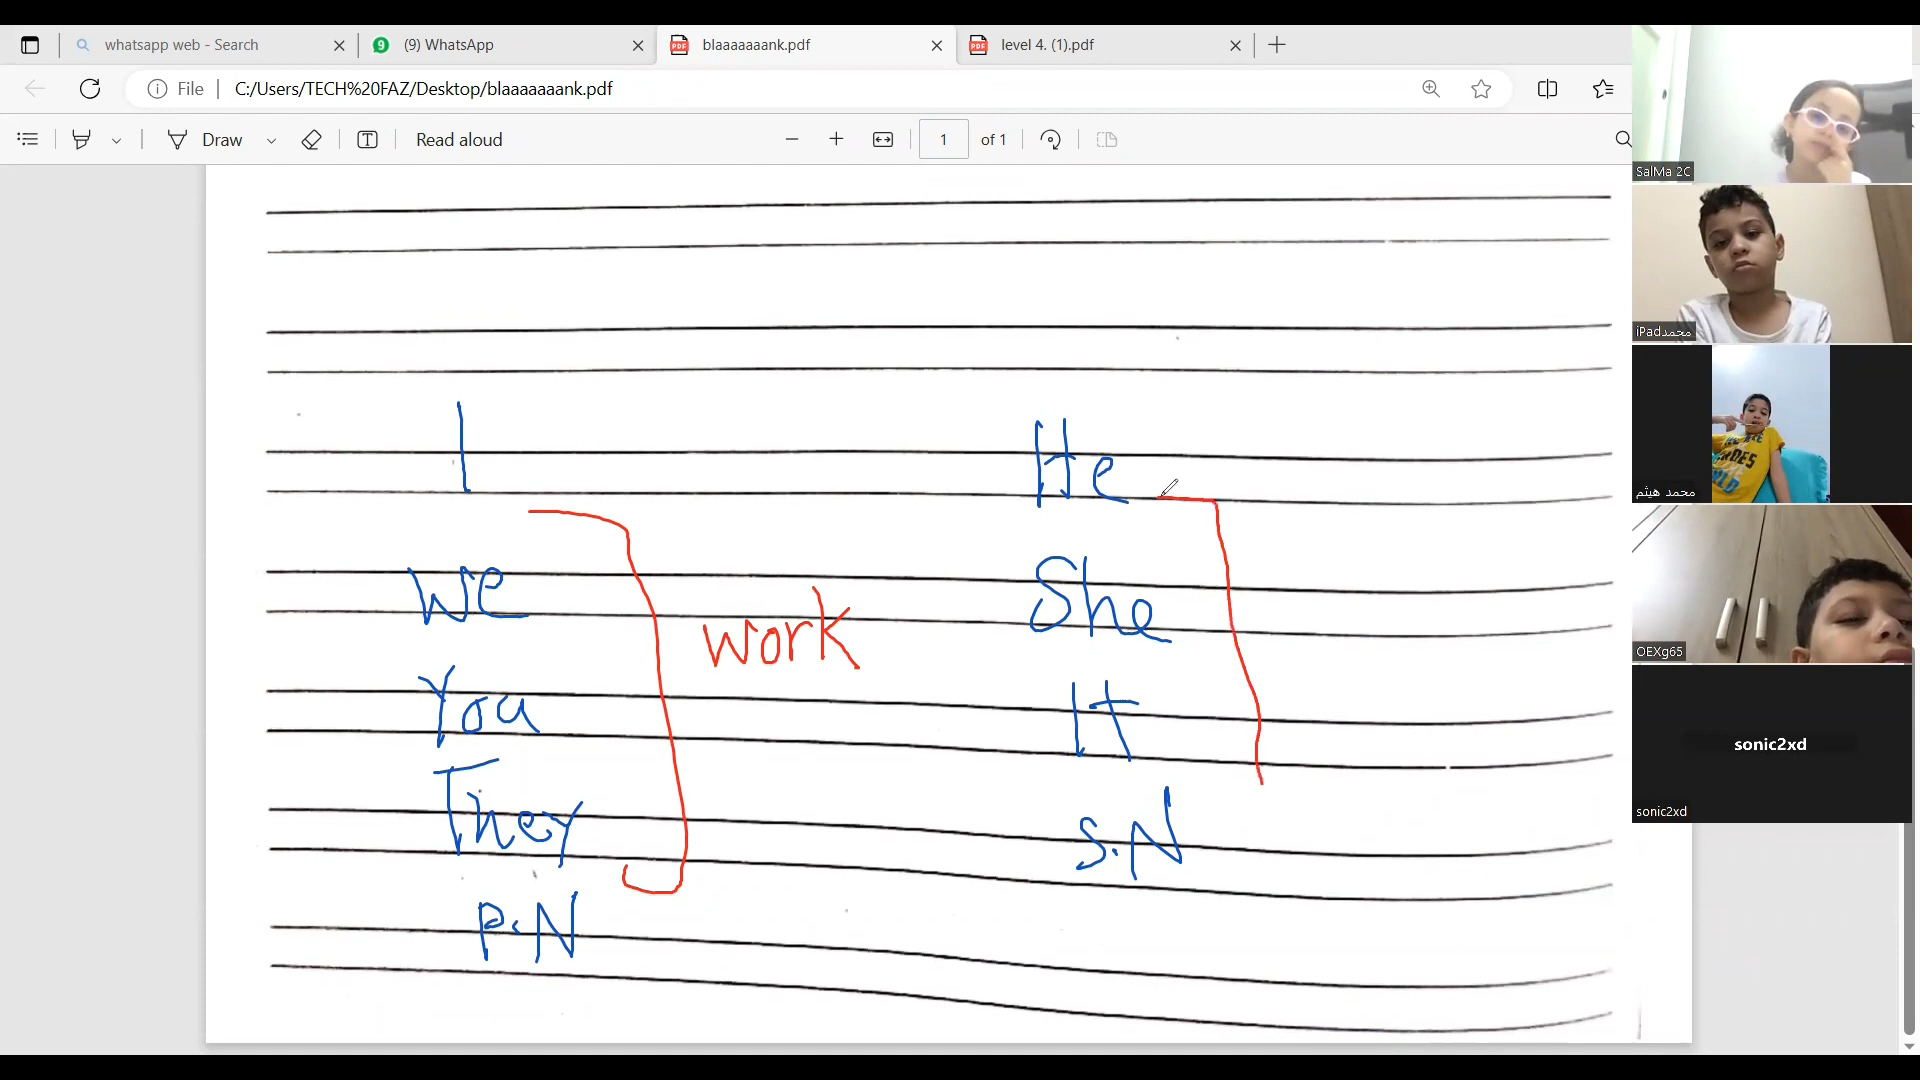 whatsapp web - Search
(9) WhatsApp
blaaaaaaank.pdf
level 4. (1).pdf
File
C:/Users/TECH%20FAZ/Desktop/blaaaaaaank.pdf
Draw
Read aloud
1
of 1
SalMa 2C
iPadمحمد
محمد هيثم
OEXg65
sonic2xd
sonic2xd
I
He
We
work
She
You
It
They
S.N
P.N